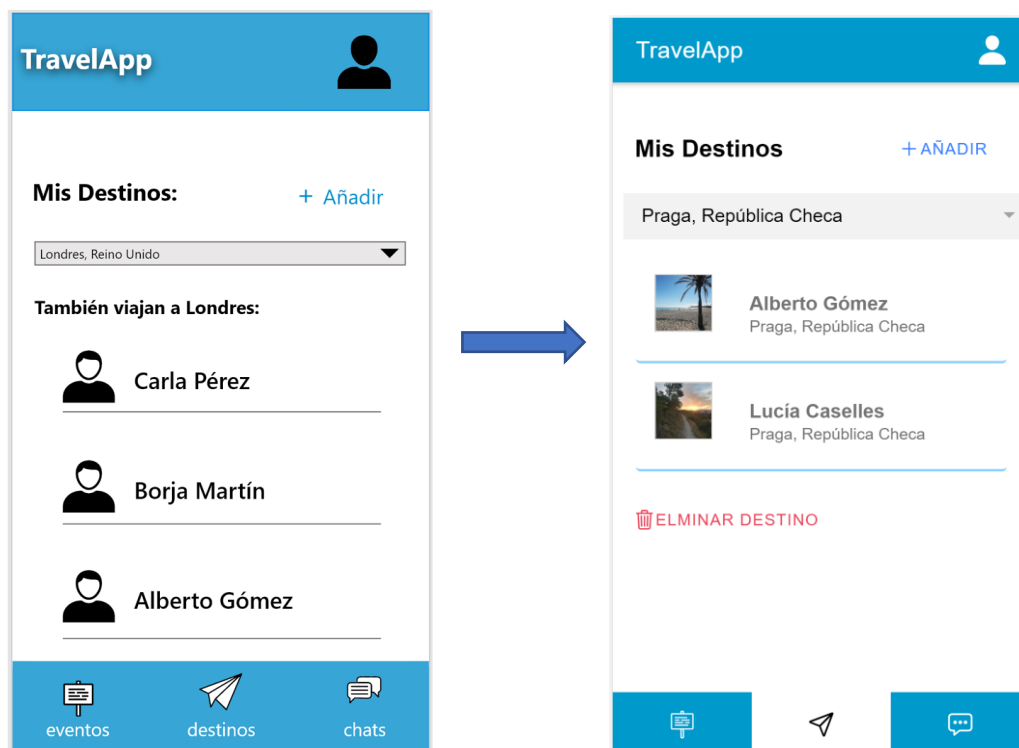 TravelApp
Mis Destinos:
+ Añadir
Londres, Reino Unido
También viajan a Londres:
Carla Pérez
Borja Martín
Alberto Gómez
eventos
destinos
chats
TravelApp
Mis Destinos
+ AÑADIR
Praga, República Checa
Alberto Gómez
Praga, República Checa
Lucía Caselles
Praga, República Checa
ELMINAR DESTINO